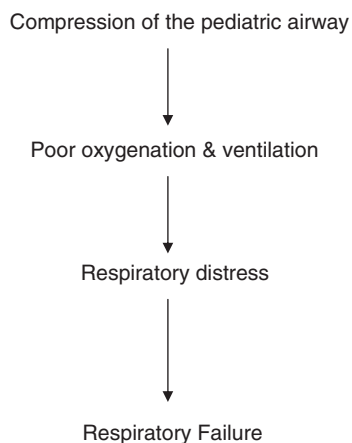 Compression of the pediatric airway
Poor oxygenation & ventilation
Respiratory distress
Respiratory Failure